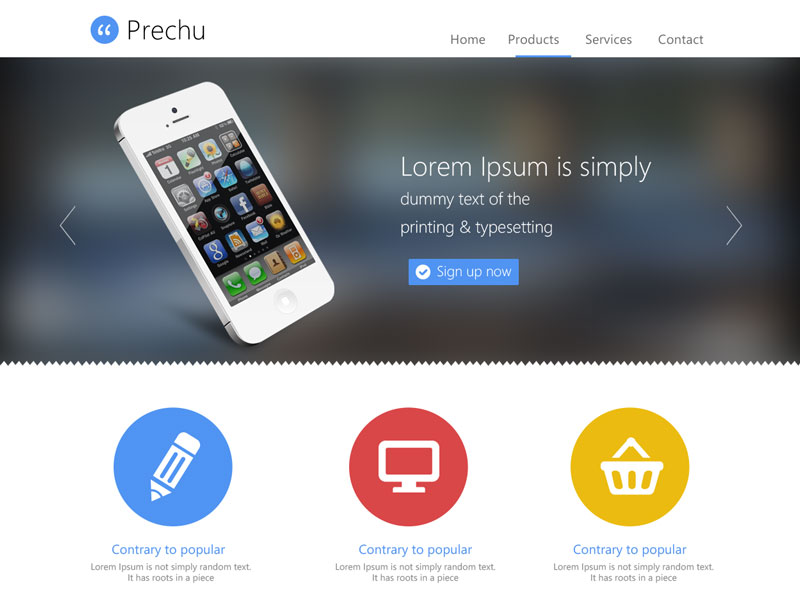 Prechu
Home Products Services Contact
Lorem Ipsum is simply
dummy text of the
printing & typesetting
Sign up now
Contrary to popular
Lorem Ipsum is not simply random text.
It has roots in a piece
Contrary to popular
Lorem Ipsum is not simply random text.
It has roots in a piece
Contrary to popular
Lorem Ipsum is not simply random text.
It has roots in a piece